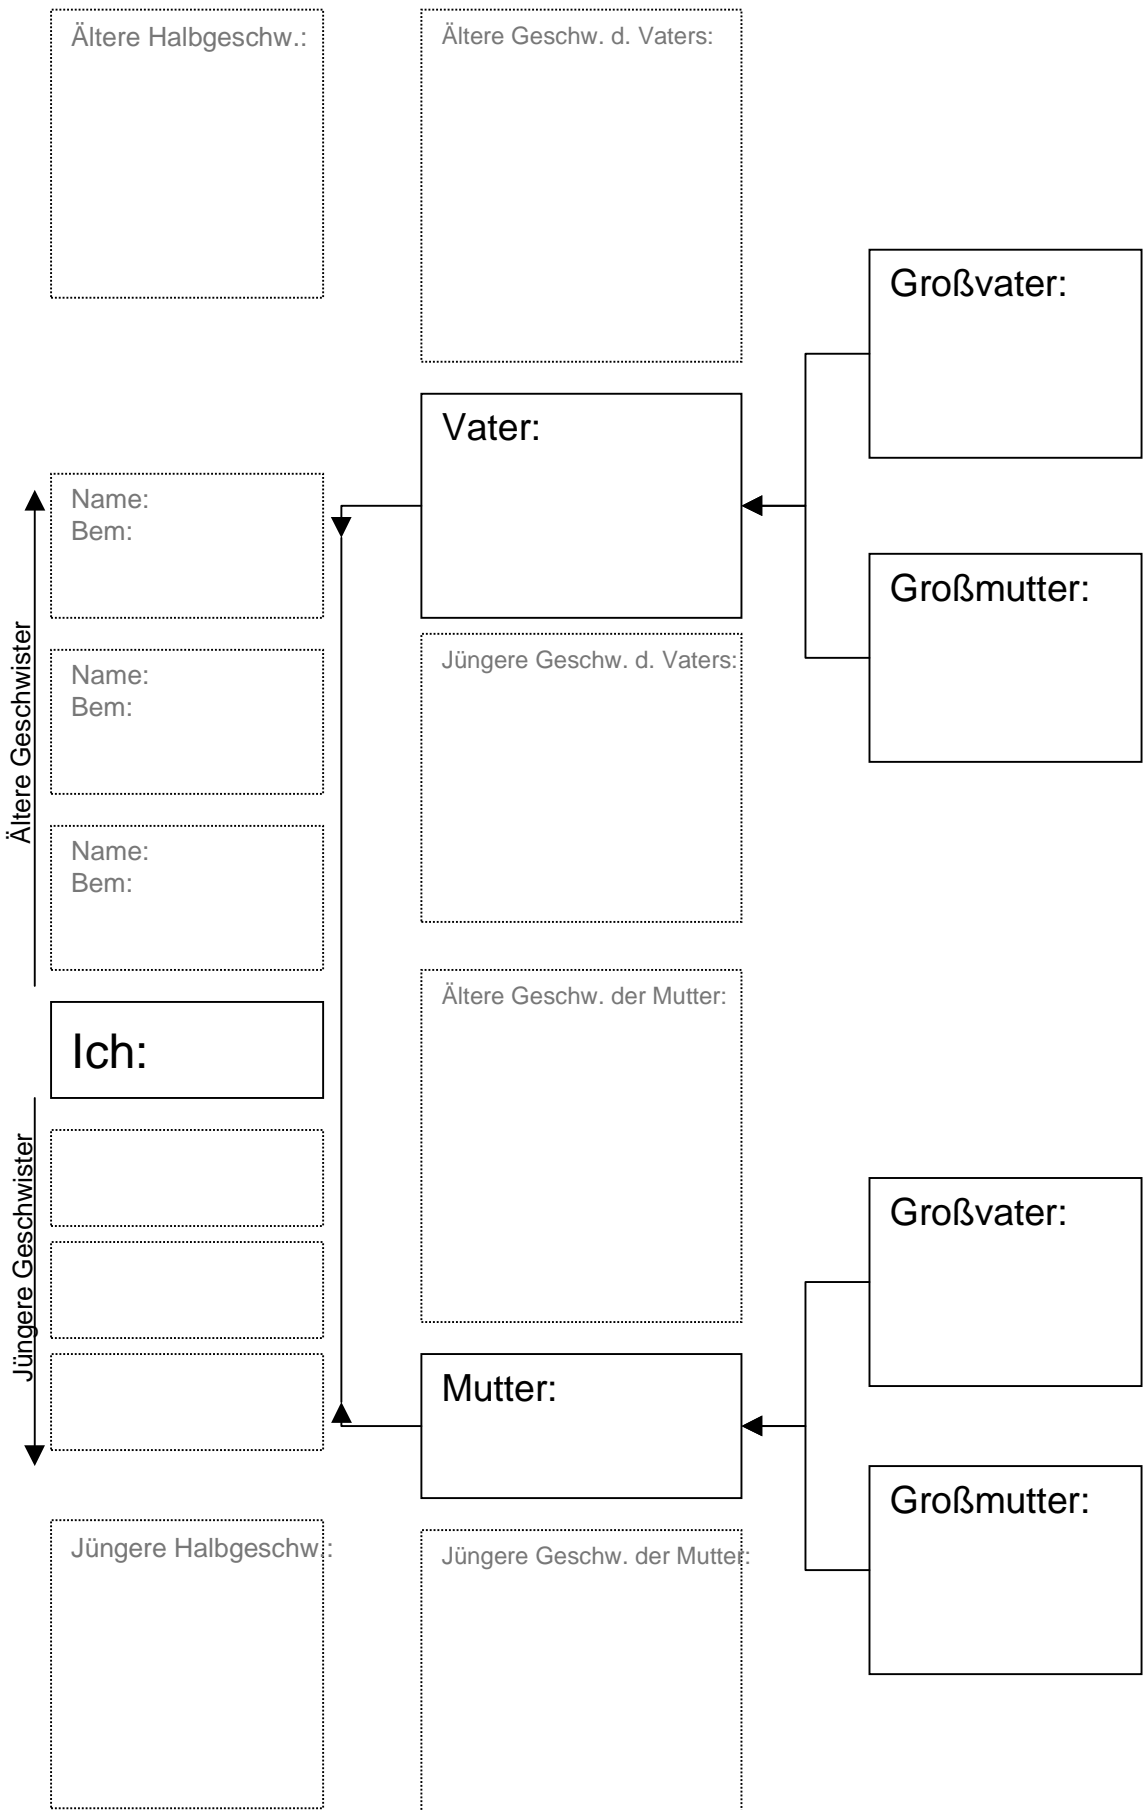 Ältere Halbgeschw.:
Ältere Geschw. d. Vaters:
Großvater:
Vater:
Name:
Bem:
Großmutter:
Ältere Geschwister
Name:
Bem:
Jüngere Geschw. d. Vaters:
Name:
Bem:
Ältere Geschw. der Mutter:
Ich:
Jüngere Geschwister
Großvater:
Mutter:
Großmutter:
Jüngere Halbgeschw.:
Jüngere Geschw. der Mutter: